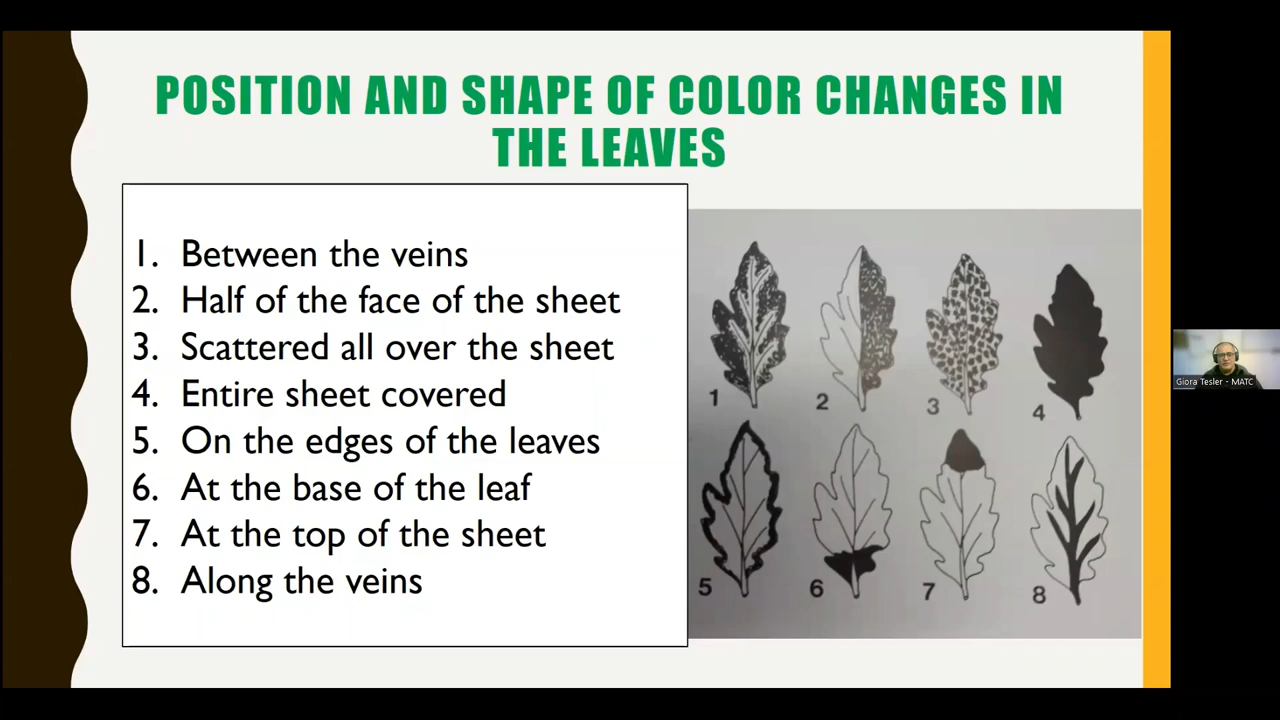 POSITION AND SHAPE OF COLOR CHANGES IN
THE LEAVES
1. Between the veins
2. Half of the face of the sheet
3. Scattered all over the sheet
4. Entire sheet covered
5. On the edges of the leaves
6. At the base of the leaf
7. At the top of the sheet
8. Along the veins
1
2
3
4
5
6
7
8
Giora Tesler - MATC